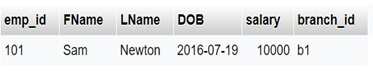 emp_id FName LName DOB salary branch_id
101 Sam Newton 2016-07-19 10000 b1